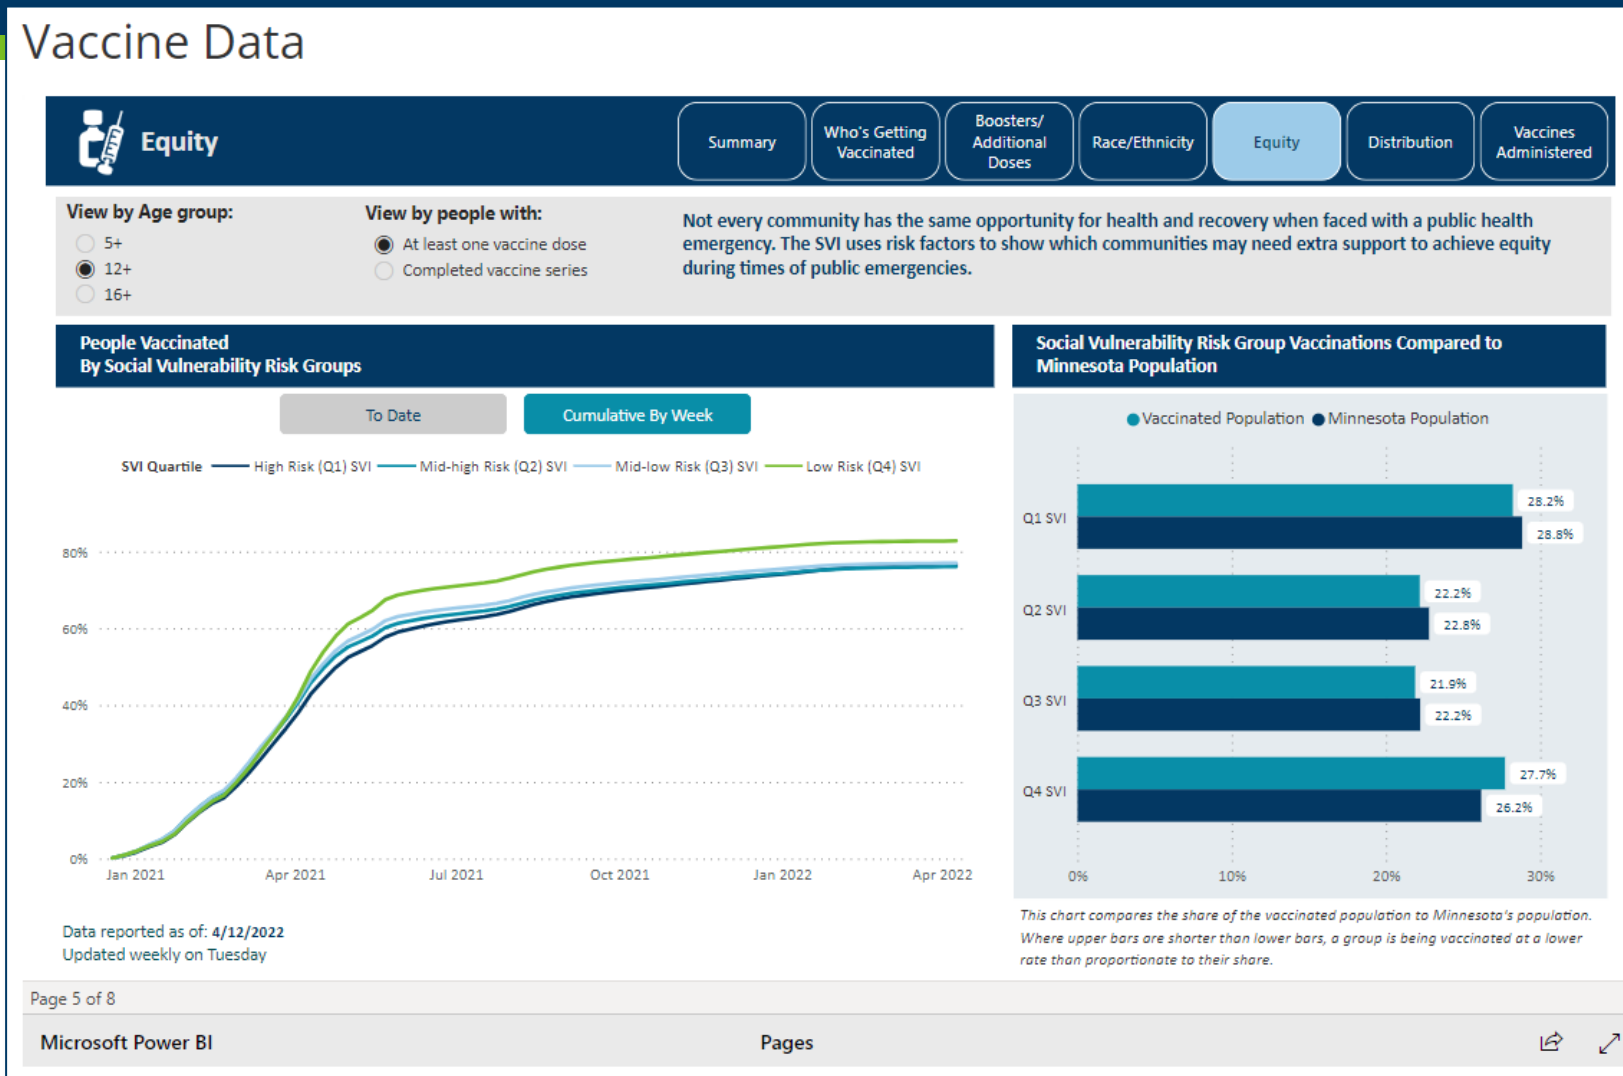 Vaccine Data
Equity
Summary
Who's Getting
Vaccinated
Boosters/
Additional
Doses
Race/Ethnicity
Equity
Distribution
Vaccines
Administered
View by Age group:
5+
12+
16+
View by people with:
At least one vaccine dose
Completed vaccine series
Not every community has the same opportunity for health and recovery when faced with a public health
emergency. The SVI uses risk factors to show which communities may need extra support to achieve equity
during times of public emergencies.
People Vaccinated
By Social Vulnerability Risk Groups
To Date
Cumulative By Week
SVI Quartile High Risk (Q1) SVI Mid-high Risk (Q2) SVI Mid-low Risk (Q3) SVI Low Risk (Q4) SVI
80%
60%
40%
20%
0%
Jan 2021 Apr 2021 Jul 2021 Oct 2021 Jan 2022 Apr 2022
Data reported as of: 4/12/2022
Updated weekly on Tuesday
Social Vulnerability Risk Group Vaccinations Compared to
Minnesota Population
Vaccinated Population Minnesota Population
Q1 SVI
28.2%
28.8%
Q2 SVI
22.2%
22.8%
Q3 SVI
21.9%
22.2%
Q4 SVI
27.7%
26.2%
0% 10% 20% 30%
This chart compares the share of the vaccinated population to Minnesota's population.
Where upper bars are shorter than lower bars, a group is being vaccinated at a lower
rate than proportionate to their share.
Page 5 of 8
Microsoft Power BI
Pages